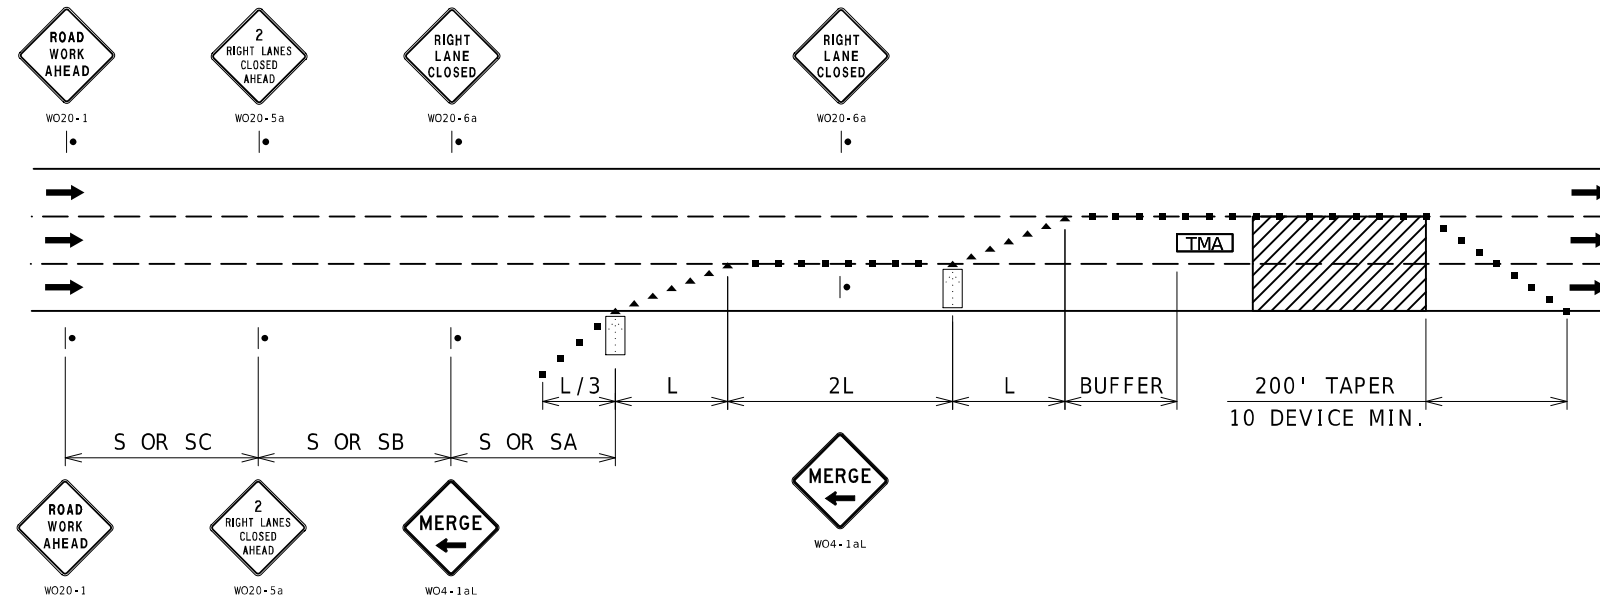 ROAD
WORK
AHEAD
WO20-1
2
RIGHT LANES
CLOSED
AHEAD
WO20-5a
RIGHT
LANE
CLOSED
WO20-6a
RIGHT
LANE
CLOSED
WO20-6a
TMA
L/3
L
2L
L
BUFFER
200' TAPER
10 DEVICE MIN.
S OR SC
S OR SB
S OR SA
ROAD
WORK
AHEAD
WO20-1
2
RIGHT LANES
CLOSED
AHEAD
WO20-5a
MERGE
WO4-1aL
MERGE
WO4-1aL